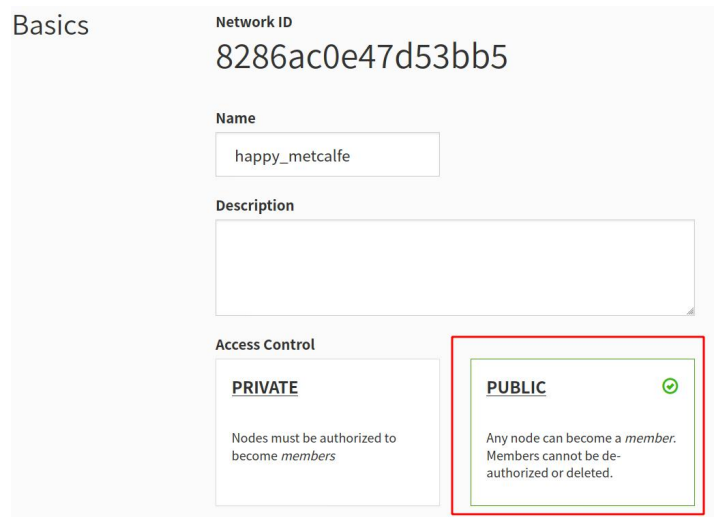 Basics
Network ID
8286ac0e47d53bb5
Name
happy_metcalfe
Description
Access Control
PRIVATE
Nodes must be authorized to
become members
PUBLIC
Any node can become a member.
Members cannot be de-
authorized or deleted.